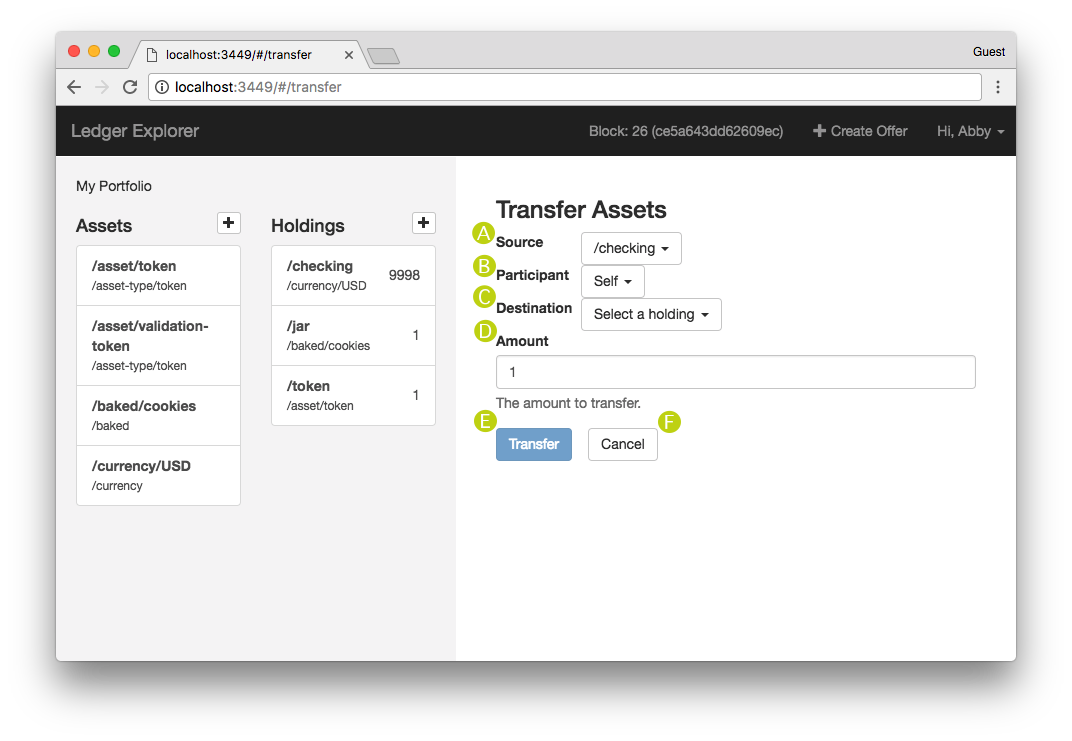 localhost:3449/#/transfer
Guest
localhost:3449/#/transfer
Ledger Explorer
Block: 26 (ce5a643dd62609ec)
Create Offer
Hi, Abby
My Portfolio
Assets
/asset/token
/asset-type/token
/asset/validation-
token
/asset-type/token
/baked/cookies
/baked
/currency/USD
/currency
Holdings
/checking 9998
/currency/USD
/jar 1
/baked/cookies
/token 1
/asset/token
Transfer Assets
A Source /checking
B Participant Self
C Destination Select a holding
D Amount
1
The amount to transfer.
E Transfer Cancel F